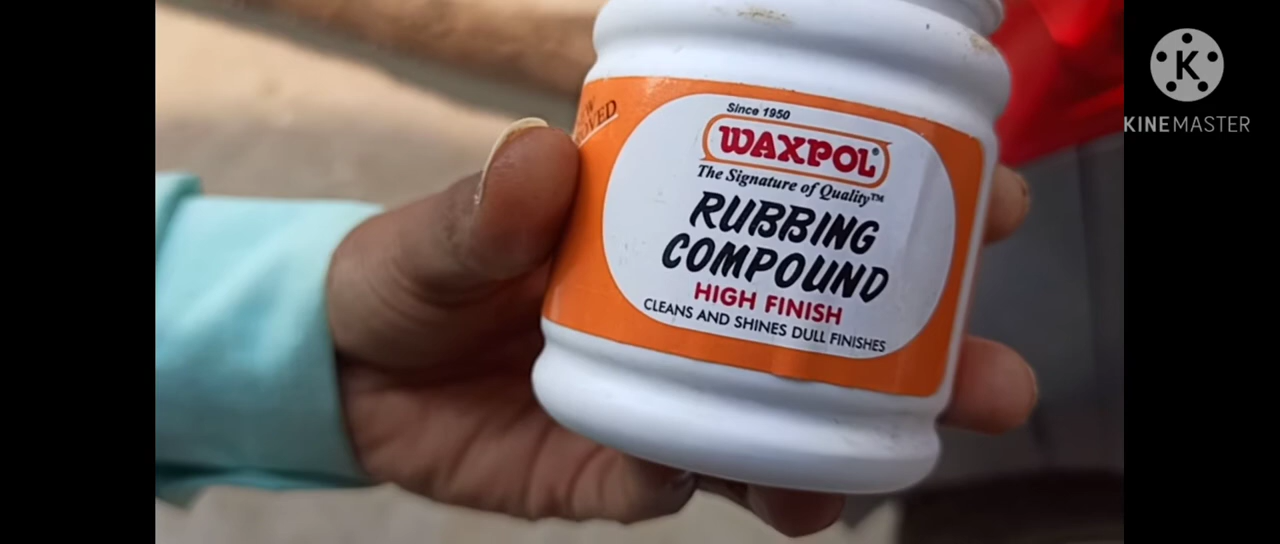 Since 1950
WAXPOL®
The Signature of Quality™
RUBBING
COMPOUND
HIGH FINISH
CLEANS AND SHINES DULL FINISHES
K
KINEMASTER